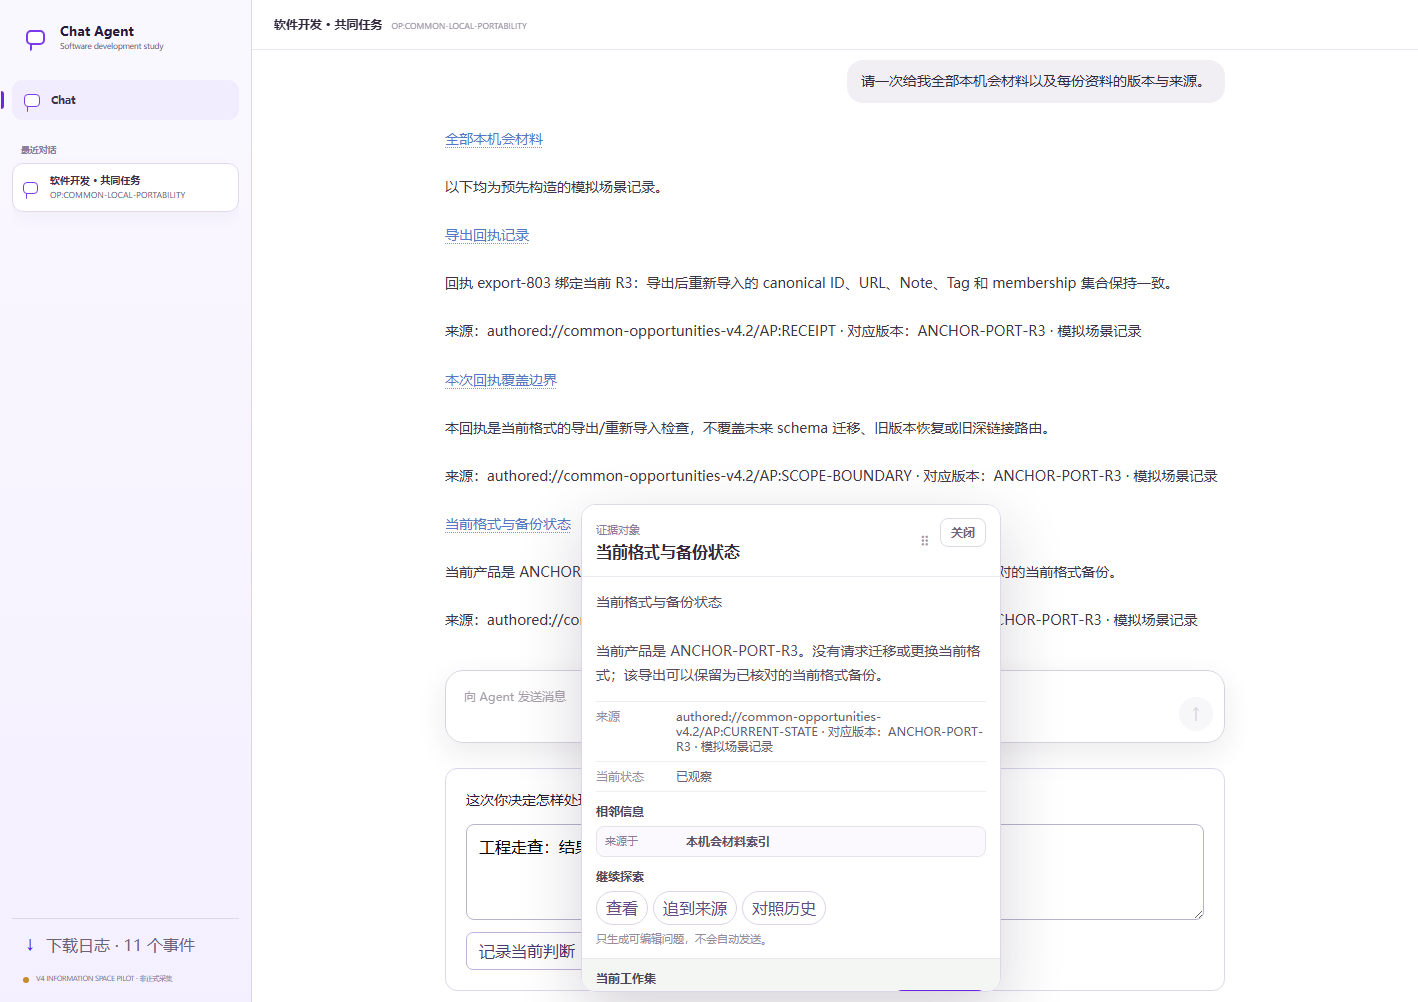 Chat Agent
Software development study
Chat
最近对话
软件开发・共同任务
OP:COMMON-LOCAL-PORTABILITY
↓ 下载日志 · 11 个事件
V4 INFORMATION SPACE PILOT · 非正式采集
软件开发・共同任务 OP:COMMON-LOCAL-PORTABILITY
请一次给我全部本机会材料以及每份资料的版本与来源。
全部本机会材料
以下均为预先构造的模拟场景记录。
导出回执记录
回执 export-803 绑定当前 R3：导出后重新导入的 canonical ID、URL、Note、Tag 和 membership 集合保持一致。
来源：authored://common-opportunities-v4.2/AP:RECEIPT · 对应版本：ANCHOR-PORT-R3 · 模拟场景记录
本次回执覆盖边界
本回执是当前格式的导出/重新导入检查，不覆盖未来 schema 迁移、旧版本恢复或旧深链接路由。
来源：authored://common-opportunities-v4.2/AP:SCOPE-BOUNDARY · 对应版本：ANCHOR-PORT-R3 · 模拟场景记录
当前格式与备份状态
当前产品是 ANCHOR 对的当前格式备份。
来源：authored://co CHOR-PORT-R3 · 模拟场景记录
向 Agent 发送消息
↑
这次你决定怎样处理
工程走查：结果
记录当前判断
证据对象
当前格式与备份状态
关闭
当前格式与备份状态
当前产品是 ANCHOR-PORT-R3。没有请求迁移或更换当前格
式；该导出可以保留为已核对的当前格式备份。
来源 authored://common-opportunities-
v4.2/AP:CURRENT-STATE · 对应版本：ANCHOR-PORT-
R3 · 模拟场景记录
当前状态 已观察
相邻信息
来源于 本机会材料索引
继续探索
查看 追到来源 对照历史
只生成可编辑问题，不会自动发送。
当前工作集